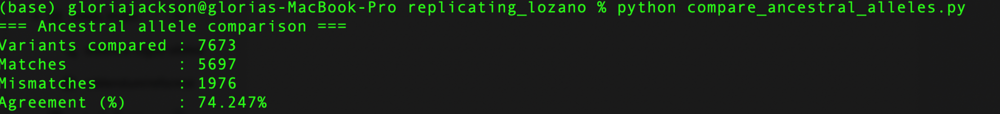 (base) gloriajackson@glorias-MacBook-Pro replicating_lozano % python compare_ancestral_alleles.py
=== Ancestral allele comparison ===
Variants compared : 7673
Matches           : 5697
Mismatches        : 1976
Agreement (%)     : 74.247%